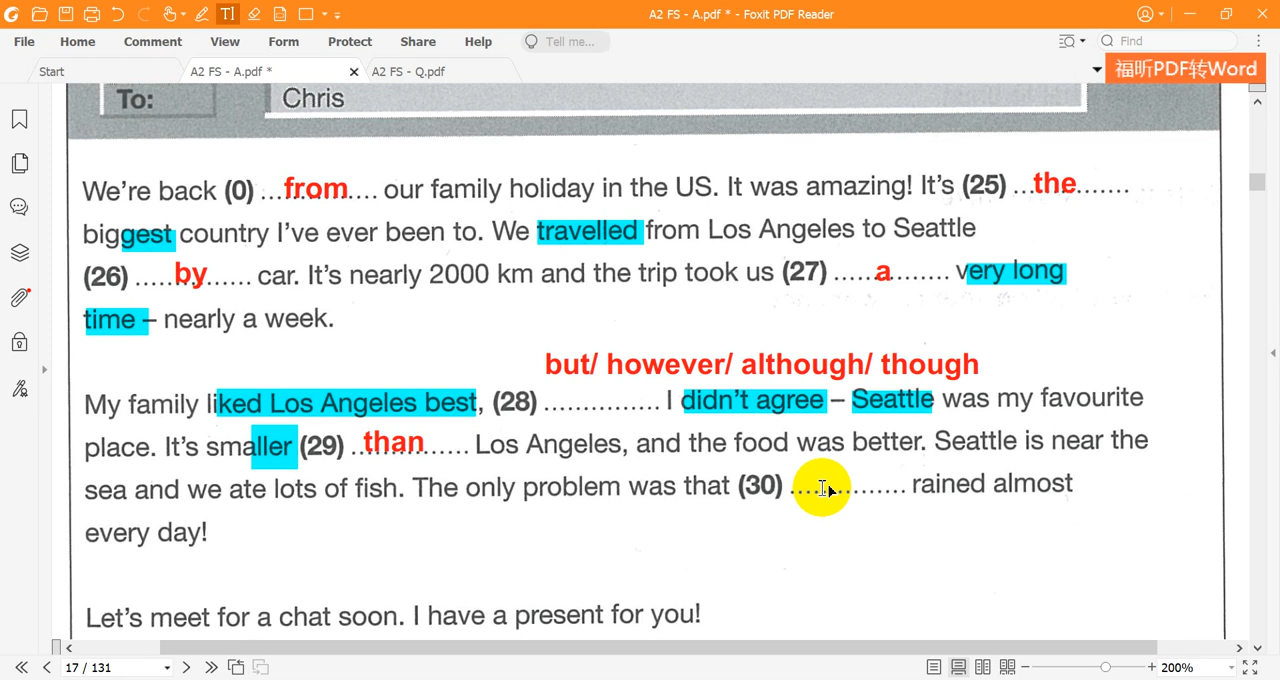 A2 FS - A.pdf * - Foxit PDF Reader
File Home Comment View Form Protect Share Help Tell me... Find
Start A2 FS - A.pdf * A2 FS - Q.pdf 福昕PDF转Word
To: Chris
We're back (0) ....from.... our family holiday in the US. It was amazing! It's (25) ...the.......
biggest country I've ever been to. We travelled from Los Angeles to Seattle
(26) .....by...... car. It's nearly 2000 km and the trip took us (27) .....a........ very long
time – nearly a week.
but/ however/ although/ though
My family liked Los Angeles best, (28) ............... I didn't agree – Seattle was my favourite
place. It's smaller (29) ..than...... Los Angeles, and the food was better. Seattle is near the
sea and we ate lots of fish. The only problem was that (30) ............... rained almost
every day!
Let's meet for a chat soon. I have a present for you!
17 / 131 200%